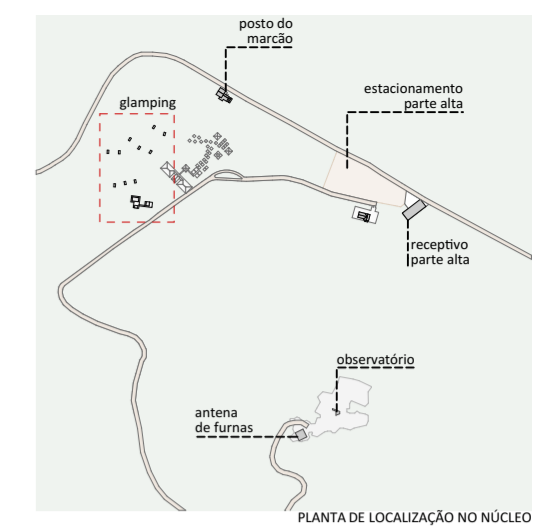 posto do
marcão
estacionamento
parte alta
glamping
receptivo
parte alta
observatório
antena
de furnas
PLANTA DE LOCALIZAÇÃO NO NÚCLEO